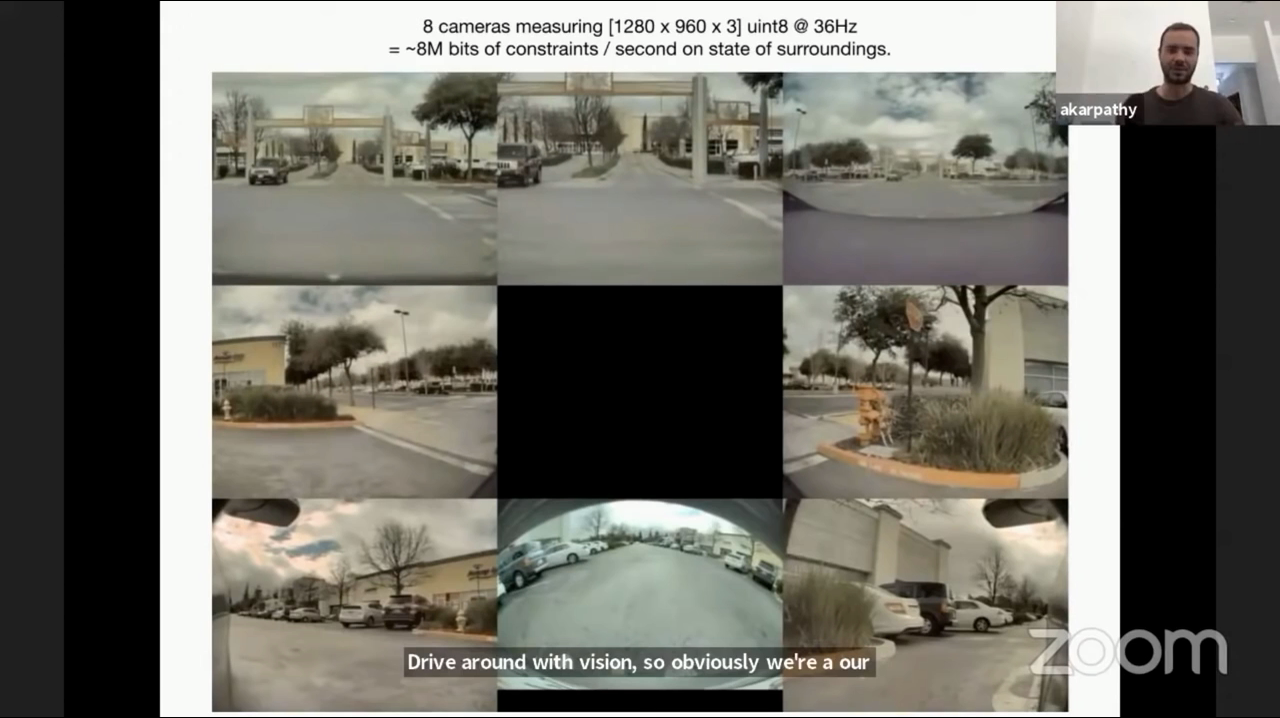 8 cameras measuring [1280 x 960 x 3] uint8 @ 36Hz
= ~8M bits of constraints / second on state of surroundings.
akarpathy
Drive around with vision, so obviously we're a our
zoom